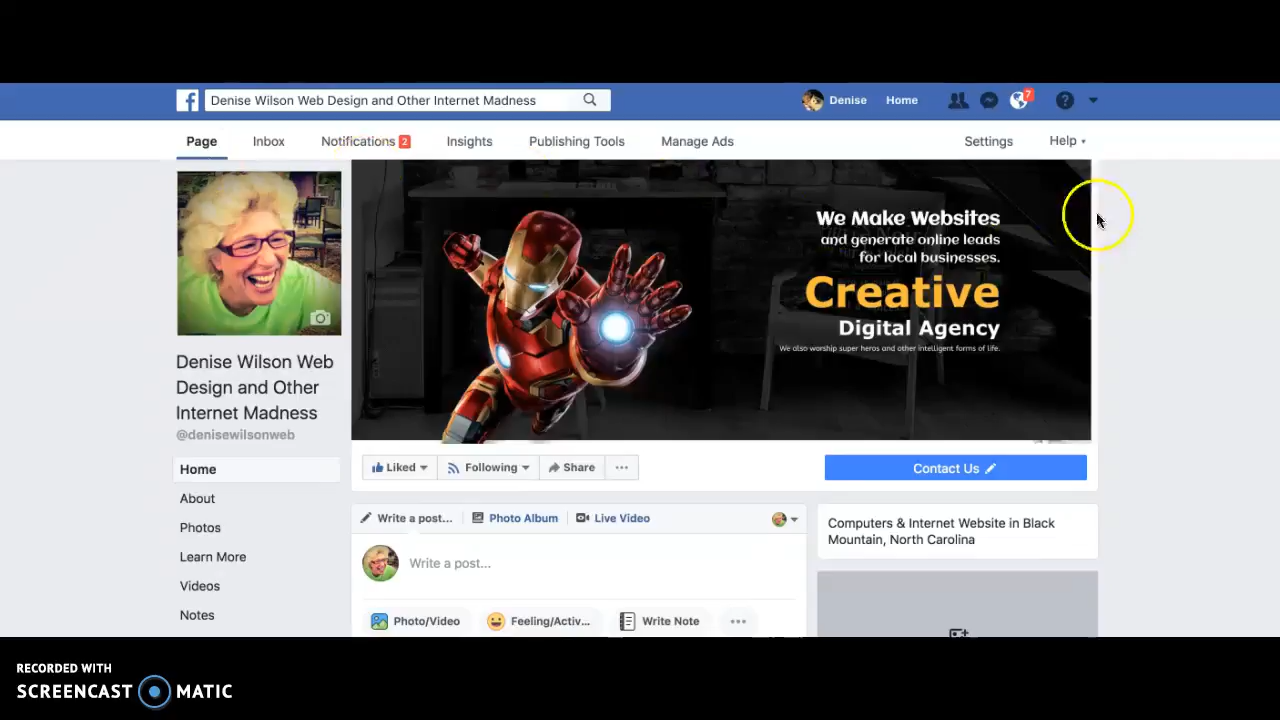 Denise Wilson Web Design and Other Internet Madness
Denise
Home
7
Page
Inbox
Notifications 2
Insights
Publishing Tools
Manage Ads
Settings
Help
We Make Websites
and generate online leads
for local businesses.
Creative
Digital Agency
We also worship super heros and other intelligent forms of life.
Denise Wilson Web
Design and Other
Internet Madness
@denisewilsonweb
Home
About
Photos
Learn More
Videos
Notes
Liked
Following
Share
...
Contact Us
Write a post...
Photo Album
Live Video
Write a post...
Photo/Video
Feeling/Activ...
Write Note
...
Computers & Internet Website in Black
Mountain, North Carolina
RECORDED WITH
SCREENCAST MATIC